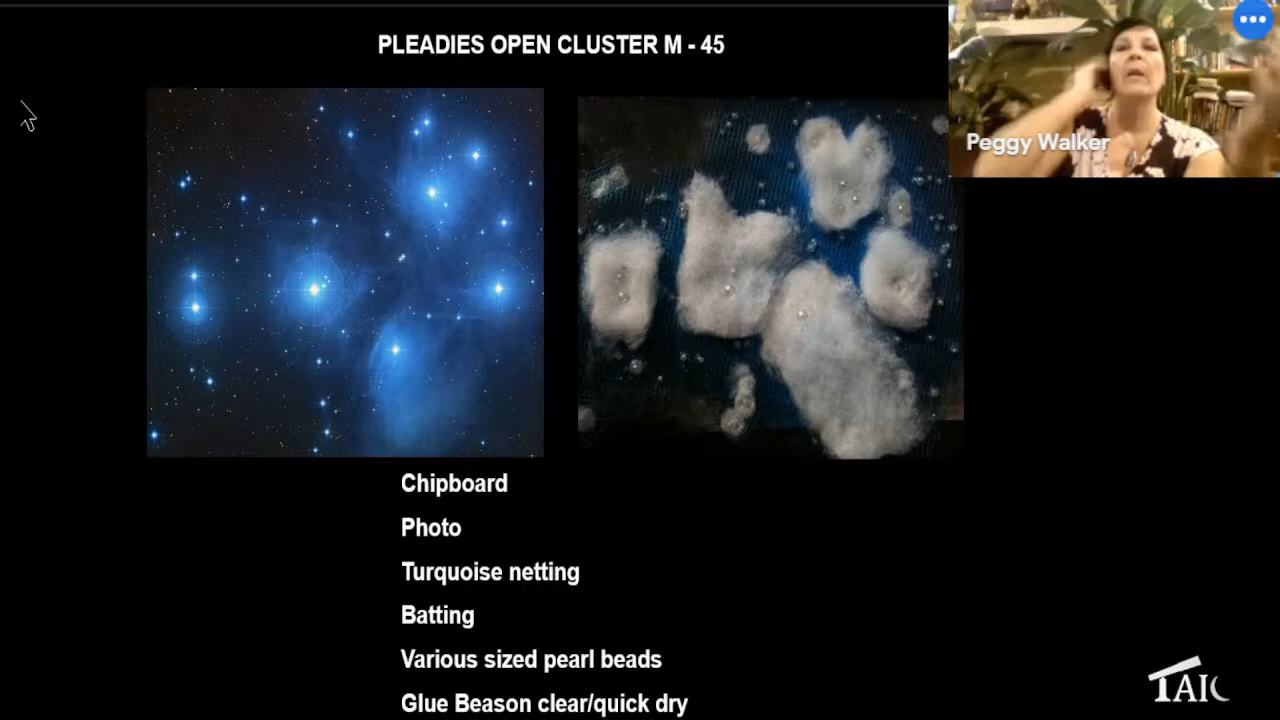 PLEADIES OPEN CLUSTER M - 45
Peggy Walker
Chipboard
Photo
Turquoise netting
Batting
Various sized pearl beads
Glue Beason clear/quick dry
TAIC